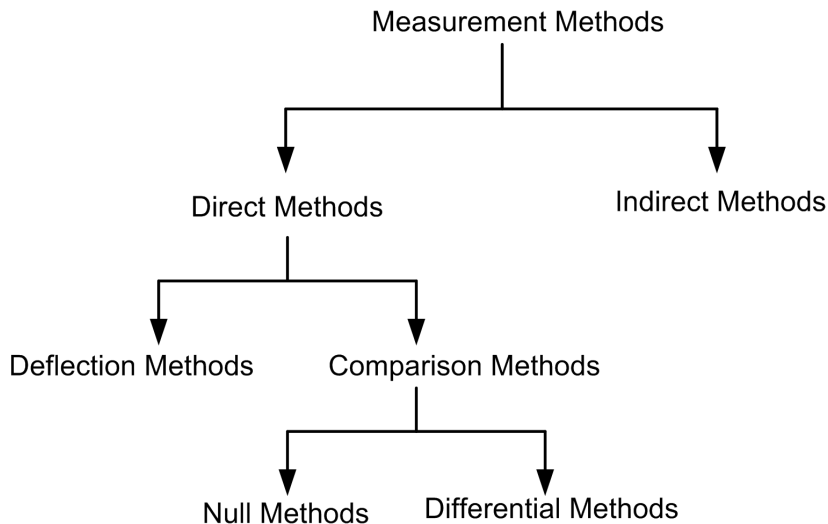 Measurement Methods
Direct Methods
Indirect Methods
Deflection Methods
Comparison Methods
Null Methods
Differential Methods